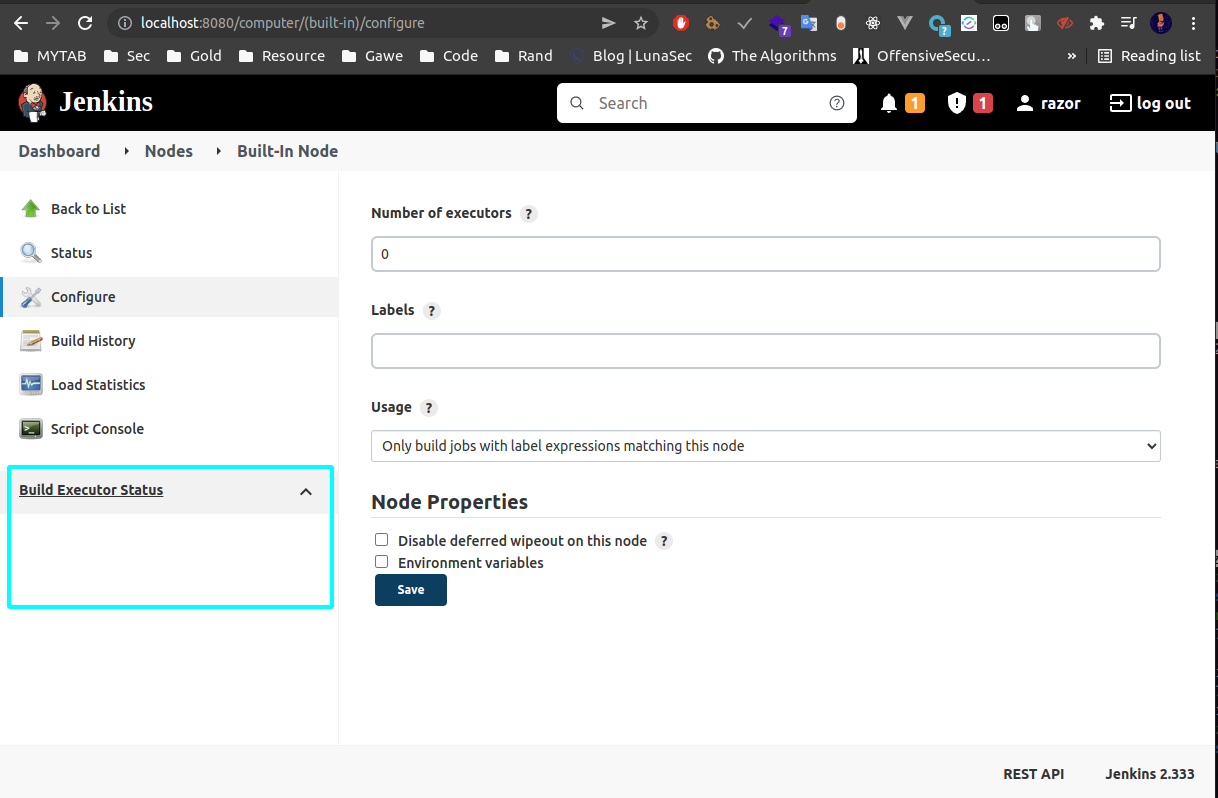 localhost:8080/computer/(built-in)/configure
7
?
MYTAB Sec Gold Resource Gawe Code Rand Blog | LunaSec The Algorithms OffensiveSecu… » Reading list
Jenkins Search ? 1 1 razor log out
Dashboard Nodes Built-In Node
Back to List
Status
Configure
Build History
Load Statistics
Script Console
Build Executor Status
Number of executors ?
0
Labels ?
Usage ?
Only build jobs with label expressions matching this node
Node Properties
Disable deferred wipeout on this node ?
Environment variables
Save
REST API Jenkins 2.333